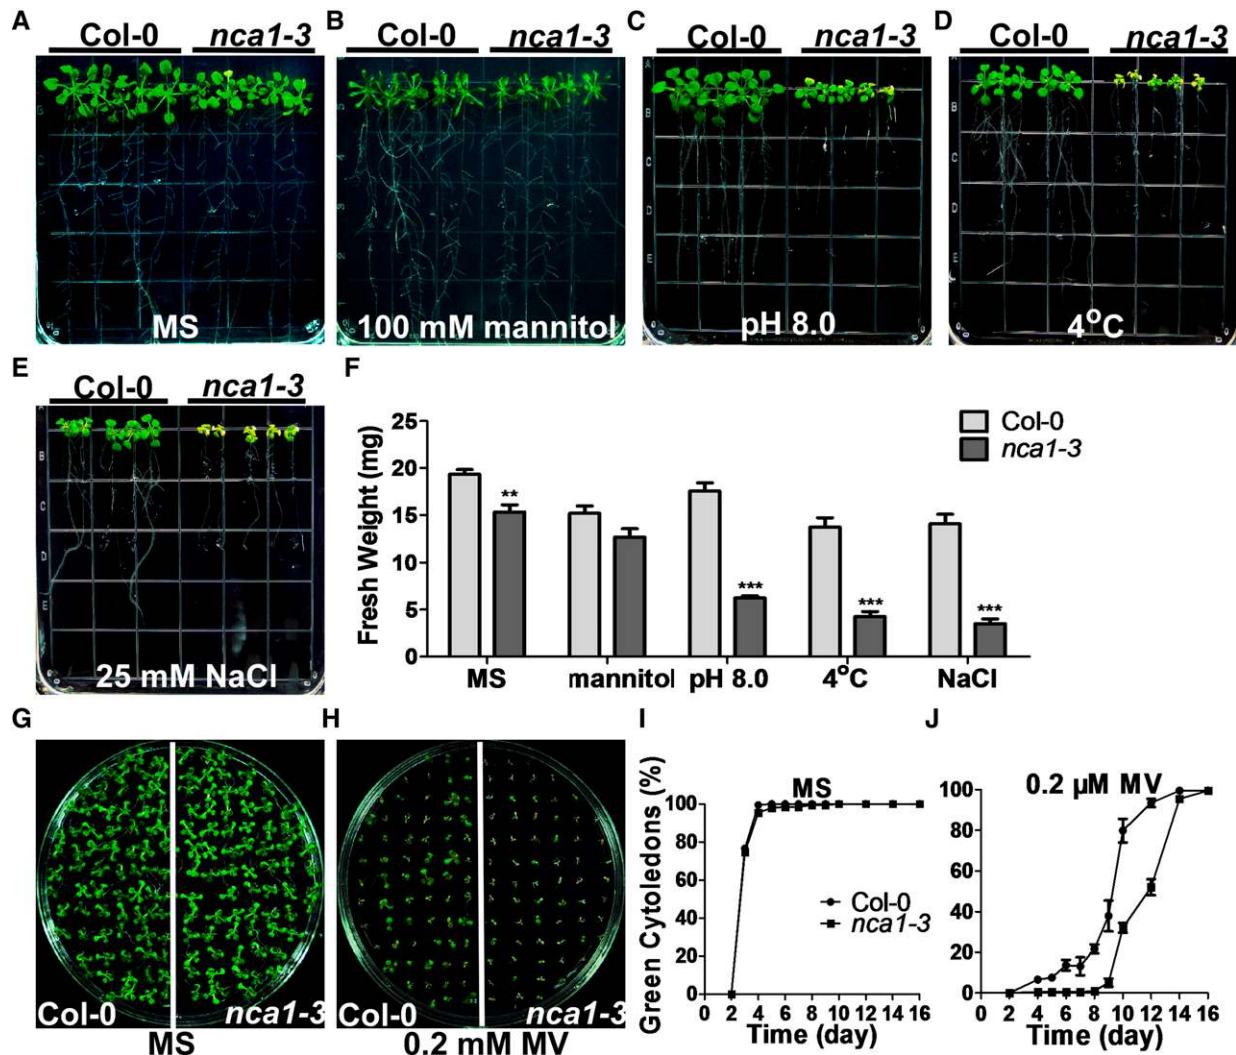 A
Col-0 nca1-3
MS
B
Col-0 nca1-3
100 mM mannitol
C
Col-0 nca1-3
pH 8.0
D
Col-0 nca1-3
4°C
E
Col-0 nca1-3
25 mM NaCl
F
Fresh Weight (mg)
25
20
15
10
5
0
Col-0
nca1-3
**
***
***
***
MS mannitol pH 8.0 4°C NaCl
G
Col-0 nca1-3
MS
H
Col-0 nca1-3
0.2 mM MV
I
Green Cytoledons (%)
MS
100
80
60
40
20
0
Col-0
nca1-3
0 2 4 6 8 10 12 14 16
Time (day)
J
0.2 µM MV
100
80
60
40
20
0
0 2 4 6 8 10 12 14 16
Time (day)